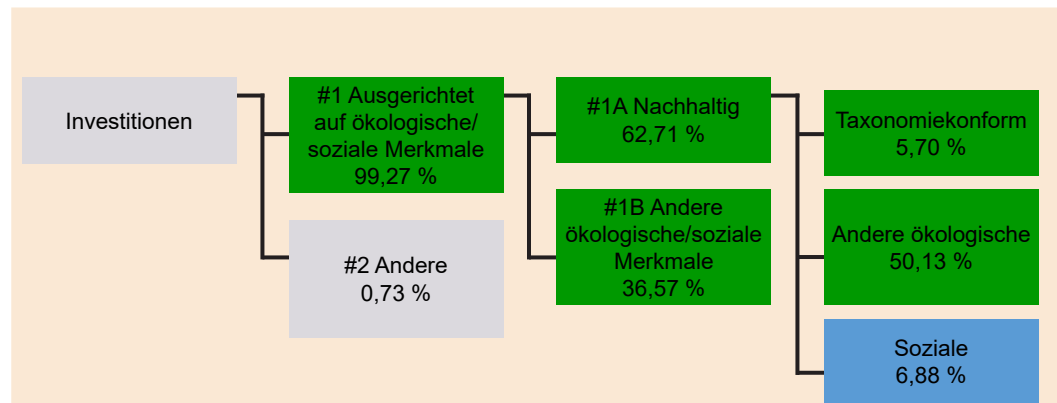 Investitionen
#1 Ausgerichtet
auf ökologische/
soziale Merkmale
99,27 %
#2 Andere
0,73 %
#1A Nachhaltig
62,71 %
#1B Andere
ökologische/soziale
Merkmale
36,57 %
Taxonomiekonform
5,70 %
Andere ökologische
50,13 %
Soziale
6,88 %